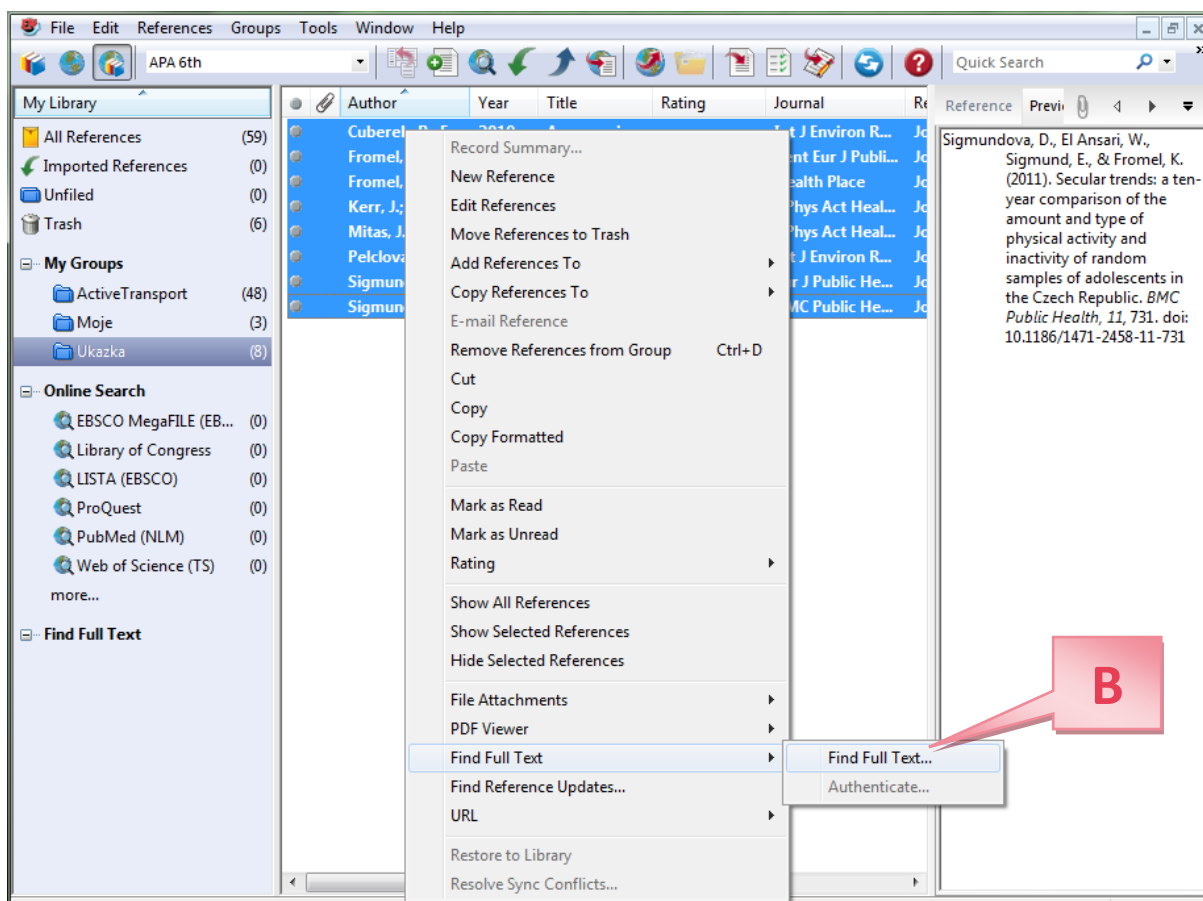 File Edit References Groups Tools Window Help
APA 6th
Quick Search
My Library
All References (59)
Imported References (0)
Unfiled (0)
Trash (6)
My Groups
ActiveTransport (48)
Moje (3)
Ukazka (8)
Online Search
EBSCO MegaFILE (EB... (0)
Library of Congress (0)
LISTA (EBSCO) (0)
ProQuest (0)
PubMed (NLM) (0)
Web of Science (TS) (0)
more...
Find Full Text
Author Year Title Rating Journal Re
J Environ R... Jo
ent Eur J Publi... Jo
Fromel, ealth Place Jo
Kerr, J.; Phys Act Heal... Jo
Mitas, J. Phys Act Heal... Jo
Pelclova t J Environ R... Jo
Sigmun r J Public He... Jo
Sigmun MC Public He... Jo
Record Summary...
New Reference
Edit References
Move References to Trash
Add References To
Copy References To
E-mail Reference
Remove References from Group Ctrl+D
Cut
Copy
Copy Formatted
Paste
Mark as Read
Mark as Unread
Rating
Show All References
Show Selected References
Hide Selected References
File Attachments
PDF Viewer
Find Full Text
Find Reference Updates...
URL
Restore to Library
Resolve Sync Conflicts...
Find Full Text...
Authenticate...
B
Reference Previ
Sigmundova, D., El Ansari, W.,
Sigmund, E., & Fromel, K.
(2011). Secular trends: a ten-
year comparison of the
amount and type of
physical activity and
inactivity of random
samples of adolescents in
the Czech Republic. BMC
Public Health, 11, 731. doi:
10.1186/1471-2458-11-731